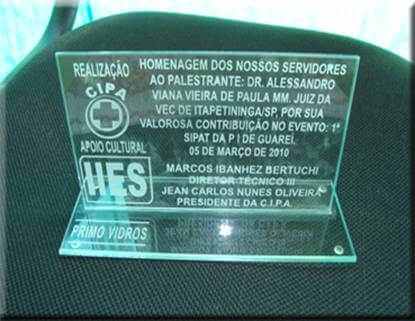 REALIZAÇÃO
CIPA
APOIO CULTURAL
IIES
PRIMO VIDROS
HOMENAGEM DOS NOSSOS SERVIDORES
AO PALESTRANTE: DR. ALESSANDRO
VIANA VIEIRA DE PAULA MM. JUIZ DA
VEC DE ITAPETININGA/SP, POR SUA
VALOROSA CONTRIBUIÇÃO NO EVENTO: 1ª
SIPAT DA P I DE GUAREÍ.
05 DE MARÇO DE 2010
MARCOS IBANHEZ BERTUCHI
DIRETOR TÉCNICO III
JEAN CARLOS NUNES OLIVEIRA
PRESIDENTE DA C.I.P.A.